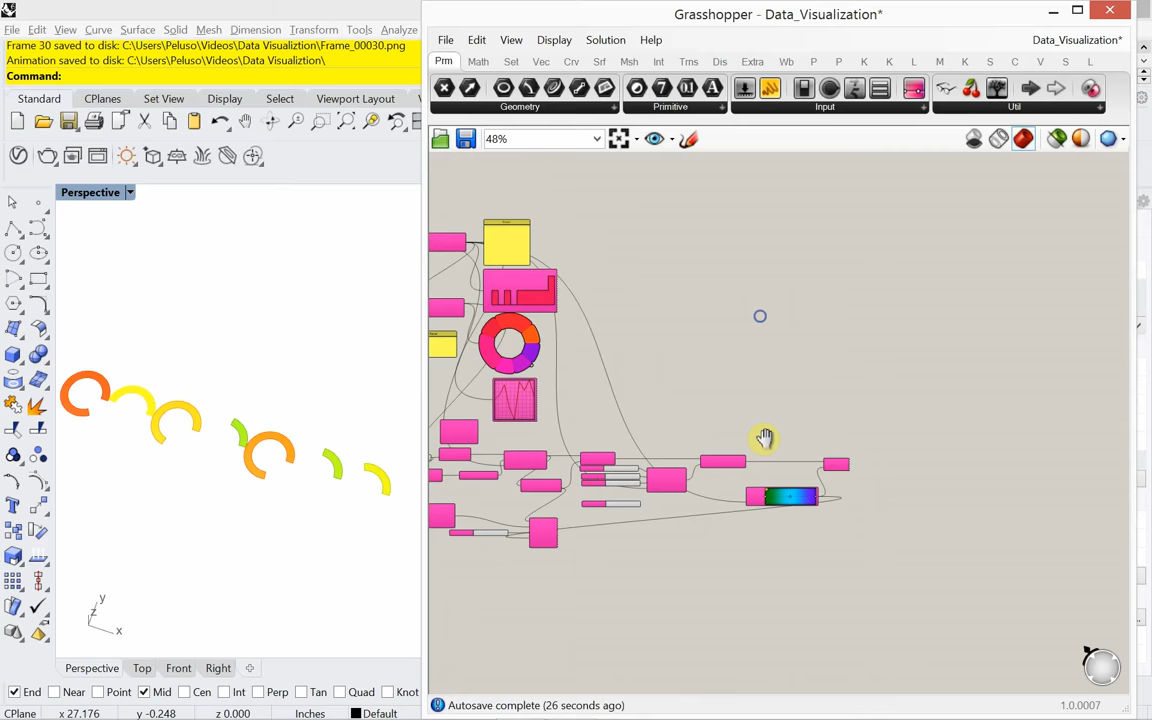 Grasshopper - Data_Visualization*
File Edit View Curve Surface Solid Mesh Dimension Transform Tools Analyze
File Edit View Display Solution Help
Data_Visualization*
Frame 30 saved to disk: C:\Users\Peluso\Videos\Data Visualiztion\Frame_00030.png
Animation saved to disk: C:\Users\Peluso\Videos\Data Visualiztion\
Command:
Prm Math Set Vec Crv Srf Msh Int Trns Dis Extra Wb P P K K L M K S C V S L
Standard CPlanes Set View Display Select Viewport Layout
Geometry Primitive Input Util
48%
Perspective
y
z
x
Perspective Top Front Right
End Near Point Mid Cen Int Perp Tan Quad Knot
Autosave complete (26 seconds ago)
1.0.0007
CPlane x 27.176 y -0.248 z 0.000 Inches Default